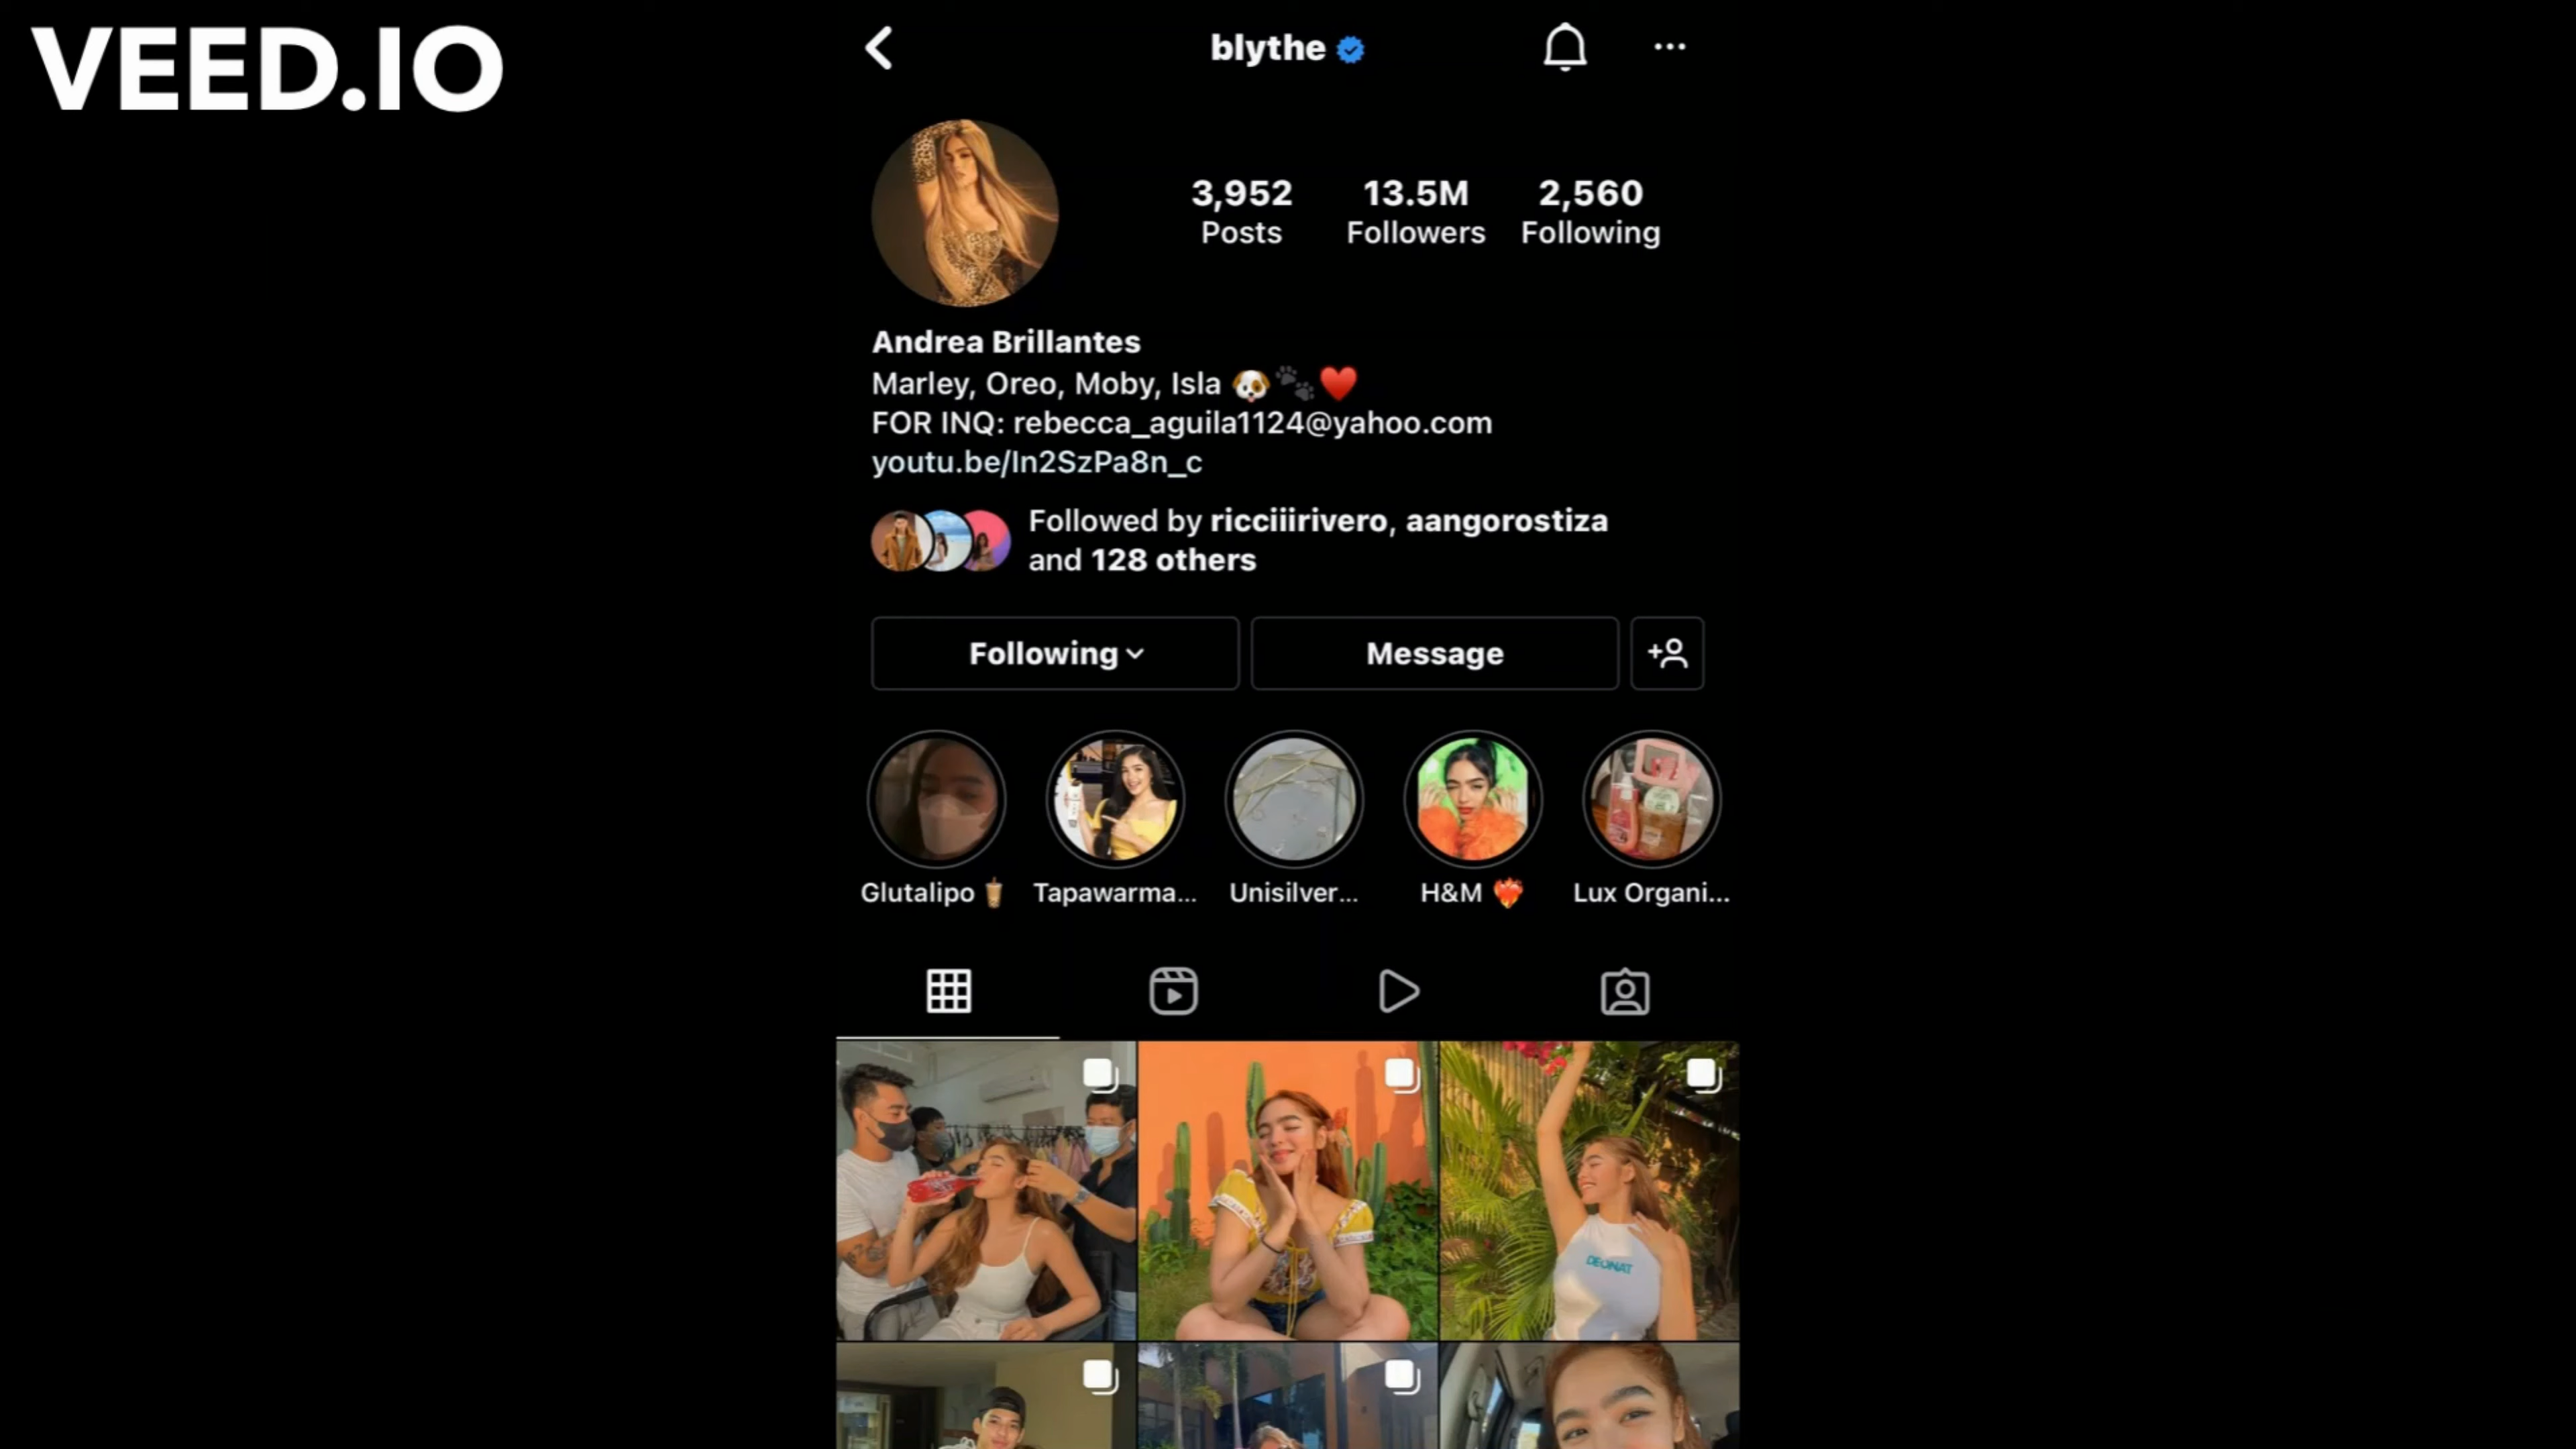 VEED.IO
blythe
3,952
Posts
13.5M
Followers
2,560
Following
Andrea Brillantes
Marley, Oreo, Moby, Isla 🐶🐾❤️
FOR INQ: rebecca_aguila1124@yahoo.com
youtu.be/In2SzPa8n_c
Followed by ricciiirivero, aangorostiza
and 128 others
Following
Message
Glutalipo 🧋
Tapawarma...
Unisilver...
H&M ❤️‍🔥
Lux Organi...
DEONAT